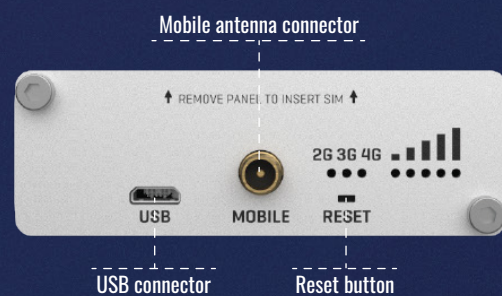 Mobile antenna connector
REMOVE PANEL TO INSERT SIM
2G 3G 4G
USB
MOBILE
RESET
USB connector
Reset button